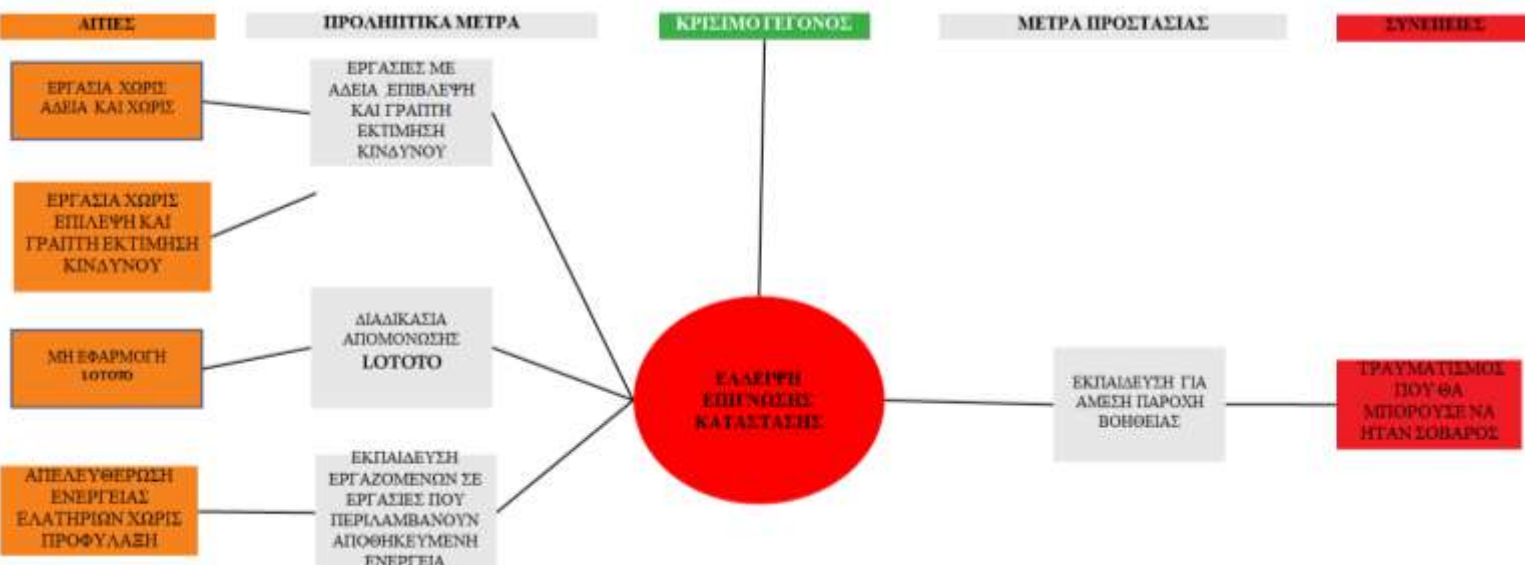 ΑΙΤΙΕΣ
ΠΡΟΛΗΠΤΙΚΑ ΜΕΤΡΑ
ΚΡΙΣΙΜΟ ΓΕΓΟΝΟΣ
ΜΕΤΡΑ ΠΡΟΣΤΑΣΙΑΣ
ΣΥΝΕΠΕΙΕΣ
ΕΡΓΑΣΙΑ ΧΩΡΙΣ
ΑΔΕΙΑ ΚΑΙ ΧΩΡΙΣ
ΕΡΓΑΣΙΕΣ ΜΕ
ΑΔΕΙΑ ΕΠΙΒΛΕΨΗ
ΚΑΙ ΓΡΑΠΤΗ
ΕΚΤΙΜΗΣΗ
ΚΙΝΔΥΝΟΥ
ΕΡΓΑΣΙΑ ΧΩΡΙΣ
ΕΠΙΛΕΨΗ ΚΑΙ
ΓΡΑΠΤΗ ΕΚΤΙΜΗΣΗ
ΚΙΝΔΥΝΟΥ
ΜΗ ΕΦΑΡΜΟΓΗ
LOTOTO
ΔΙΑΔΙΚΑΣΙΑ
ΑΠΟΜΟΝΩΣΗΣ
LOTOTO
ΑΠΕΛΕΥΘΕΡΩΣΗ
ΕΝΕΡΓΕΙΑΣ
ΕΛΑΤΗΡΙΩΝ ΧΩΡΙΣ
ΠΡΟΦΥΛΑΞΗ
ΕΚΠΑΙΔΕΥΣΗ
ΕΡΓΑΖΟΜΕΝΩΝ ΣΕ
ΕΡΓΑΣΙΕΣ ΠΟΥ
ΠΕΡΙΛΑΜΒΑΝΟΥΝ
ΑΠΟΘΗΚΕΥΜΕΝΗ
ΕΝΕΡΓΕΙΑ
ΕΛΛΕΙΨΗ
ΕΠΙΓΝΩΣΗΣ
ΚΑΤΑΣΤΑΣΗΣ
ΕΚΠΑΙΔΕΥΣΗ ΓΙΑ
ΑΜΕΣΗ ΠΑΡΟΧΗ
ΒΟΗΘΕΙΑΣ
ΤΡΑΥΜΑΤΙΣΜΟΣ
ΠΟΥ ΘΑ
ΜΠΟΡΟΥΣΕ ΝΑ
ΗΤΑΝ ΣΟΒΑΡΟΣ